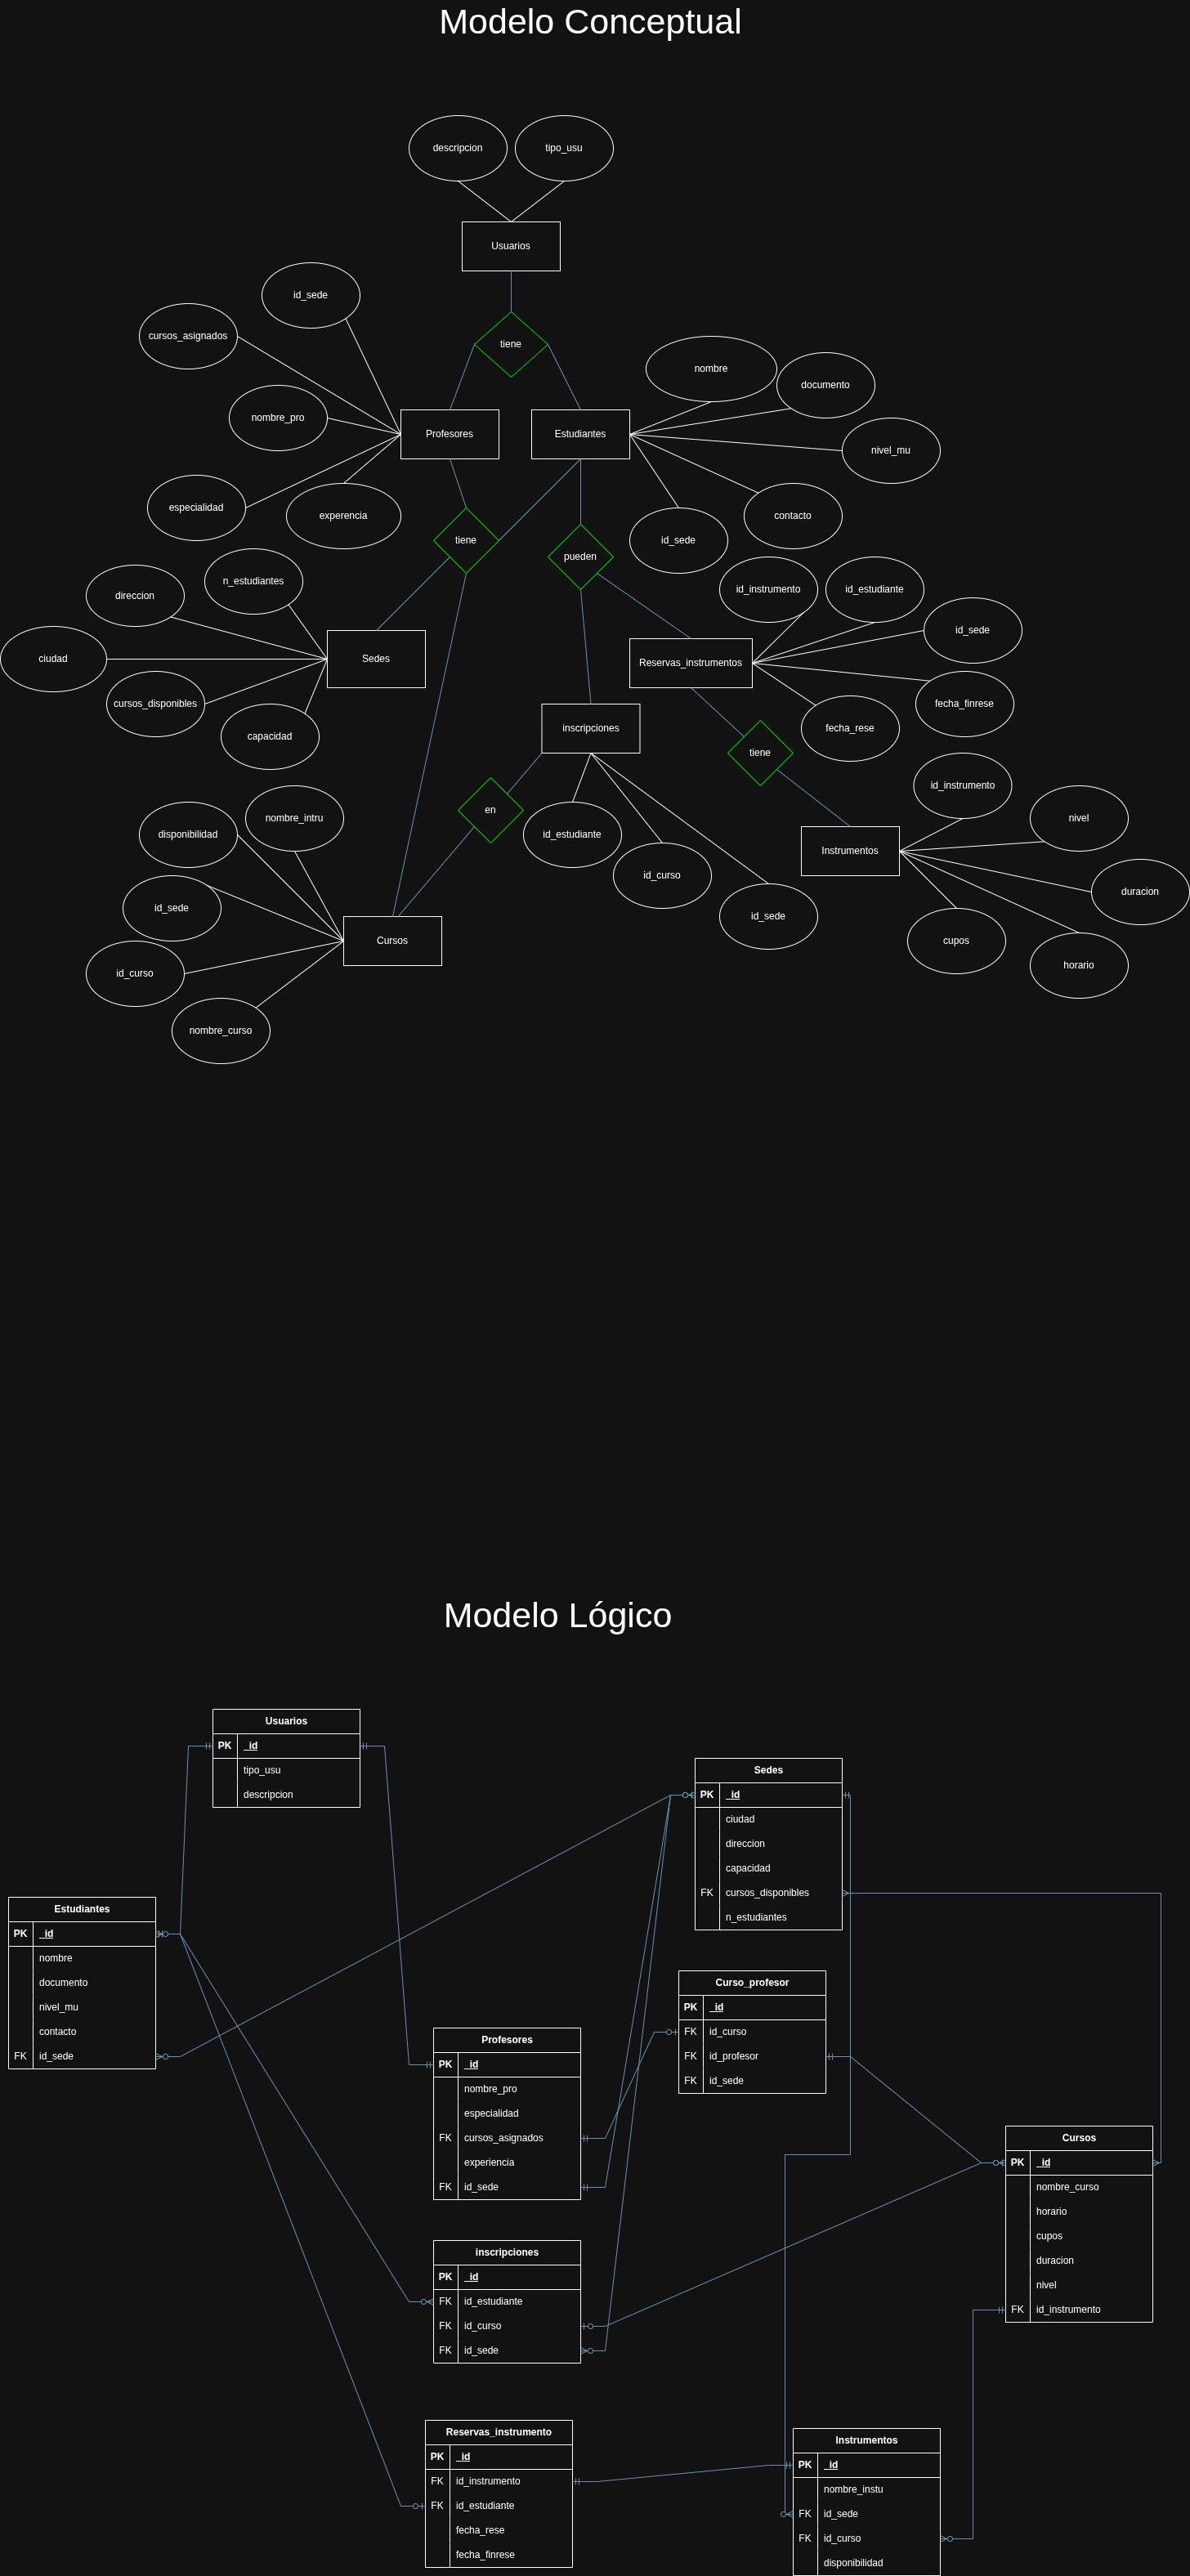 Modelo Conceptual
descripcion
tipo_usu
Usuarios
id_sede
cursos_asignados
tiene
nombre
documento
nombre_pro
Profesores
Estudiantes
nivel_mu
especialidad
experencia
contacto
tiene
id_sede
pueden
n_estudiantes
direccion
id_instrumento
id_estudiante
id_sede
ciudad
Sedes
Reservas_instrumentos
cursos_disponibles
fecha_finrese
capacidad
inscripciones
fecha_rese
tiene
id_instrumento
nombre_intru
nivel
disponibilidad
en
id_estudiante
Instrumentos
id_curso
duracion
id_sede
id_sede
Cursos
cupos
horario
id_curso
nombre_curso
Modelo Lógico
Usuarios
PK _id
tipo_usu
descripcion
Sedes
PK _id
ciudad
direccion
capacidad
FK cursos_disponibles
n_estudiantes
Estudiantes
PK _id
nombre
documento
nivel_mu
contacto
FK id_sede
Curso_profesor
PK _id
FK id_curso
FK id_profesor
FK id_sede
Profesores
PK _id
nombre_pro
especialidad
FK cursos_asignados
experiencia
FK id_sede
Cursos
PK _id
nombre_curso
horario
cupos
duracion
nivel
FK id_instrumento
inscripciones
PK _id
FK id_estudiante
FK id_curso
FK id_sede
Reservas_instrumento
PK _id
FK id_instrumento
FK id_estudiante
fecha_rese
fecha_finrese
Instrumentos
PK _id
nombre_instu
FK id_sede
FK id_curso
disponibilidad